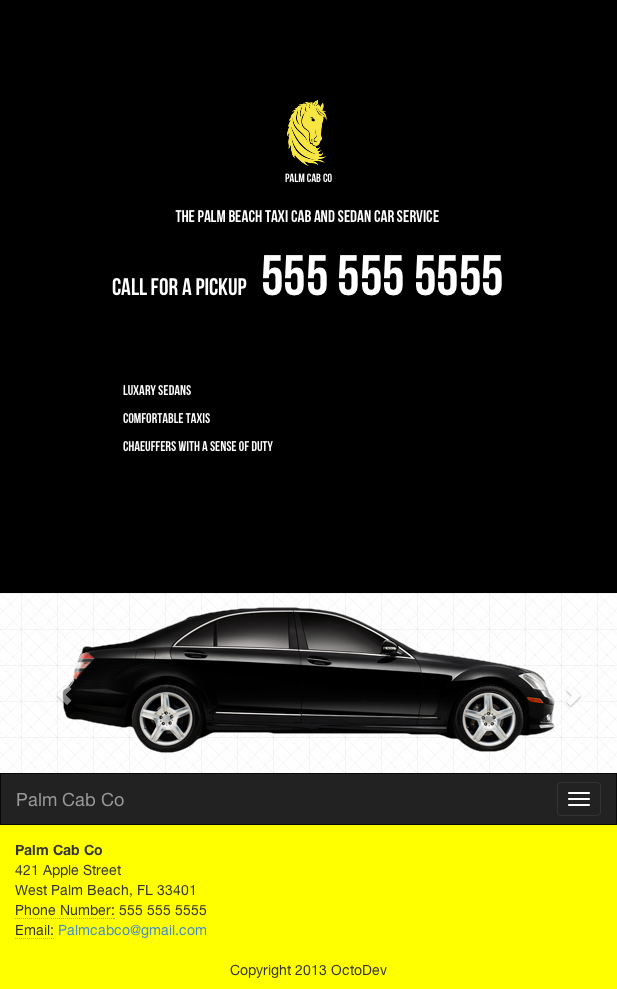 PALM CAB CO
THE PALM BEACH TAXI CAB AND SEDAN CAR SERVICE
CALL FOR A PICKUP 555 555 5555
LUXARY SEDANS
COMFORTABLE TAXIS
CHAEUFFERS WITH A SENSE OF DUTY
Palm Cab Co
Palm Cab Co
421 Apple Street
West Palm Beach, FL 33401
Phone Number: 555 555 5555
Email: Palmcabco@gmail.com
Copyright 2013 OctoDev